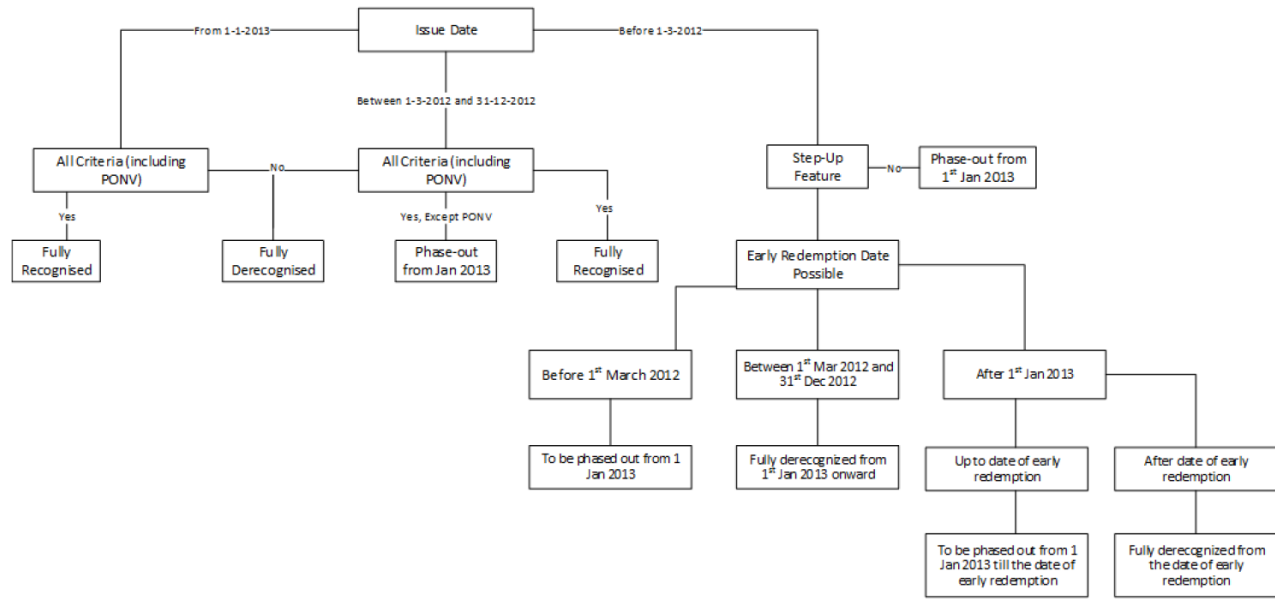 From 1-1-2013
Issue Date
Before 1-3-2012
Between 1-3-2012 and 31-12-2012
All Criteria (including
PONV)
No
All Criteria (including
PONV)
Step-Up
Feature
No
Phase-out from
1st Jan 2013
Yes
Yes, Except PONV
Yes
Fully
Recognised
Fully
Derecognised
Phase-out
from Jan 2013
Fully
Recognised
Early Redemption Date
Possible
Before 1st March 2012
Between 1st Mar 2012 and
31st Dec 2012
After 1st Jan 2013
To be phased out from 1
Jan 2013
Fully derecognized from
1st Jan 2013 onward
Up to date of early
redemption
After date of early
redemption
To be phased out from 1
Jan 2013 till the date of
early redemption
Fully derecognized from
the date of early
redemption